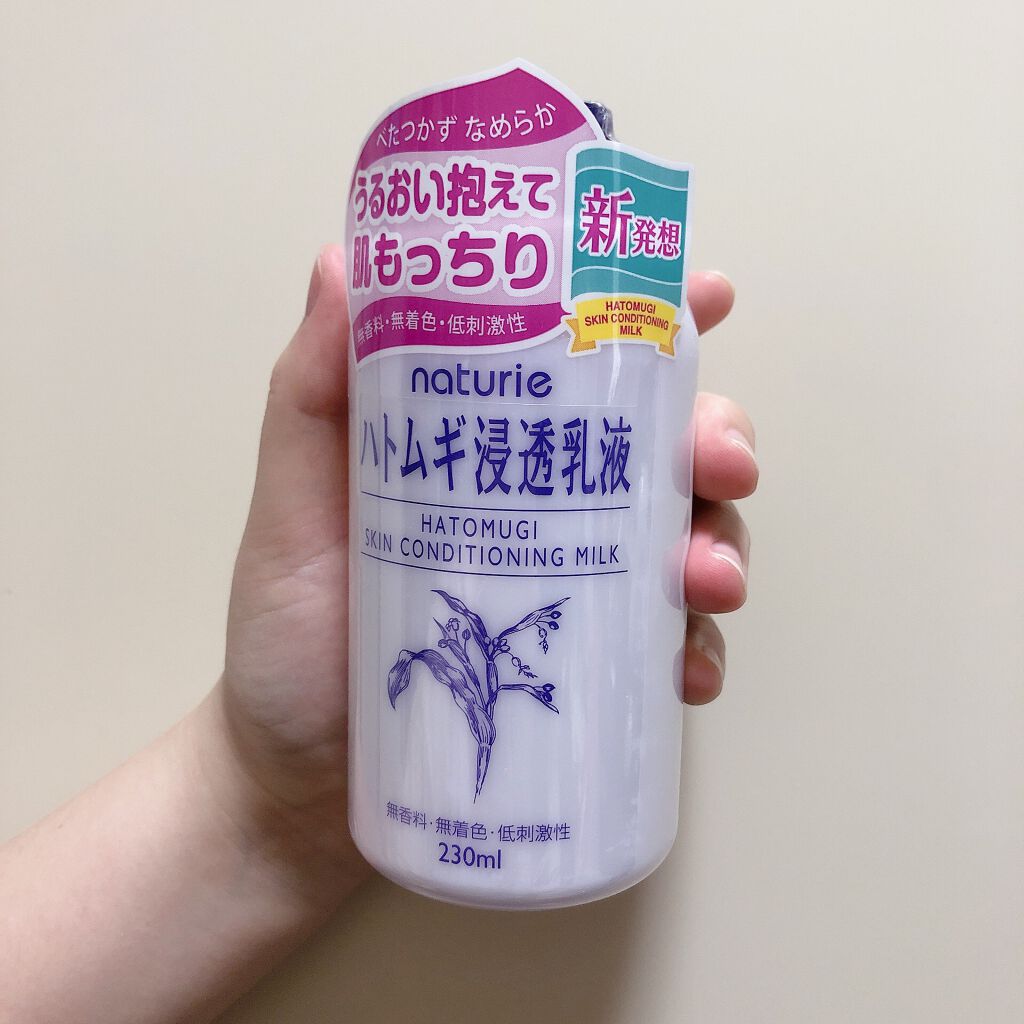 べたつかず なめらか
うるおい抱えて
肌もっちり
無香料・無着色・低刺激性
新発想
HATOMUGI
SKIN CONDITIONING
MILK
naturie
ハトムギ浸透乳液
HATOMUGI
SKIN CONDITIONING MILK
無香料・無着色・低刺激性
230ml